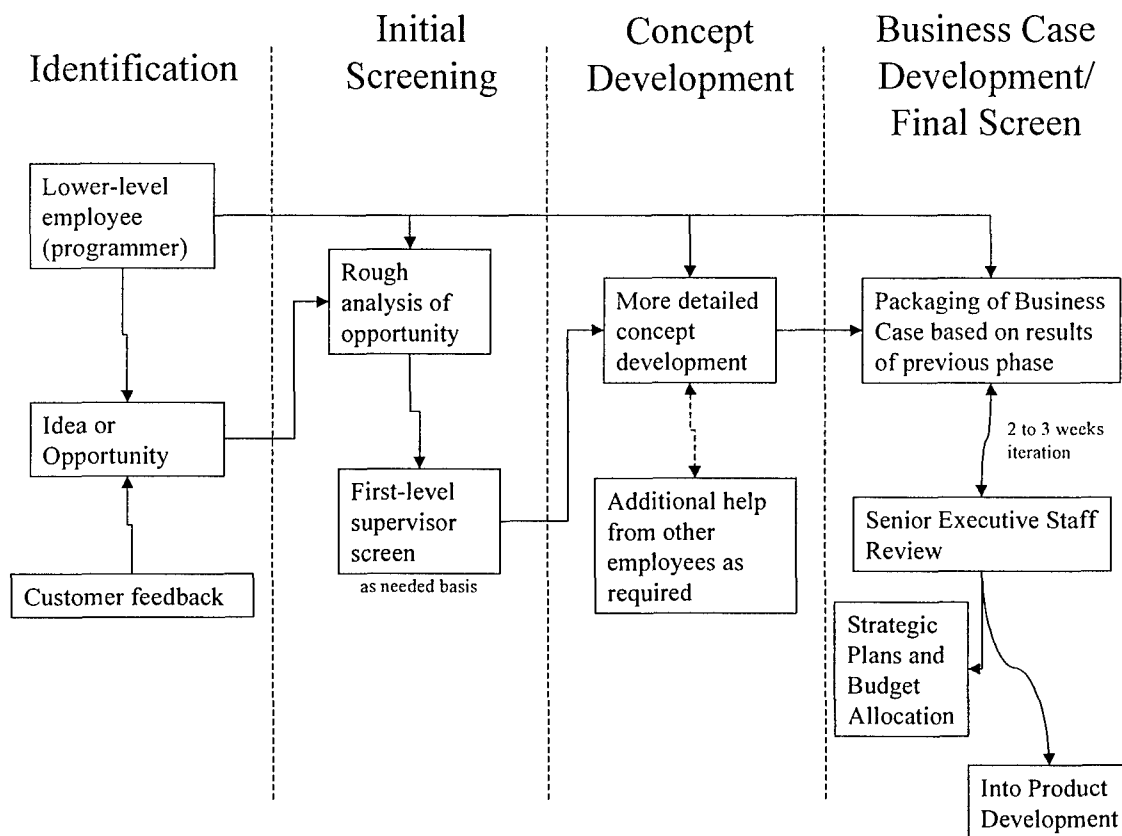 Identification
Initial
Screening
Concept
Development
Business Case
Development/
Final Screen
Lower-level
employee
(programmer)
Idea or
Opportunity
Customer feedback
Rough
analysis of
opportunity
First-level
supervisor
screen
as needed basis
More detailed
concept
development
Additional help
from other
employees as
required
Packaging of Business
Case based on results
of previous phase
2 to 3 weeks
iteration
Senior Executive Staff
Review
Strategic
Plans and
Budget
Allocation
Into Product
Development